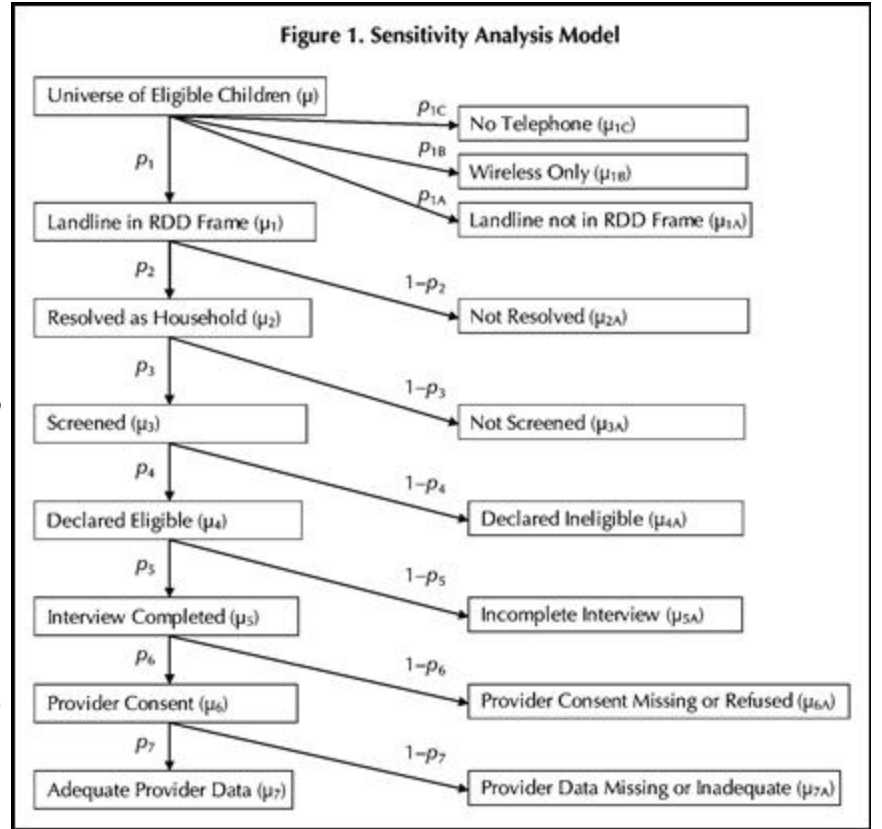 Figure 1. Sensitivity Analysis Model
Universe of Eligible Children (μ)
p1C
No Telephone (μ1C)
p1B
Wireless Only (μ1B)
p1
p1A
Landline not in RDD Frame (μ1A)
Landline in RDD Frame (μ1)
p2
1–p2
Resolved as Household (μ2)
Not Resolved (μ2A)
p3
1–p3
Screened (μ3)
Not Screened (μ3A)
p4
1–p4
Declared Eligible (μ4)
Declared Ineligible (μ4A)
p5
1–p5
Interview Completed (μ5)
Incomplete Interview (μ5A)
p6
1–p6
Provider Consent (μ6)
Provider Consent Missing or Refused (μ6A)
p7
1–p7
Adequate Provider Data (μ7)
Provider Data Missing or Inadequate (μ7A)